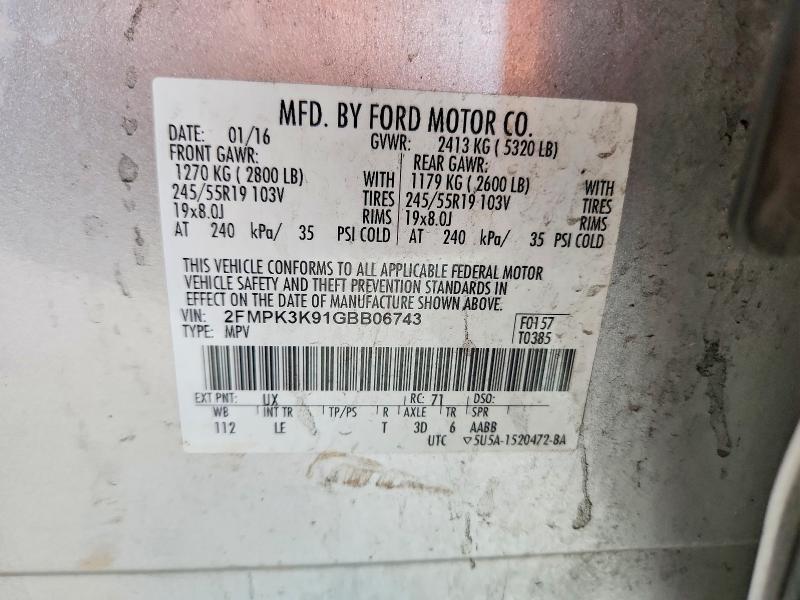 MFD. BY FORD MOTOR CO.
DATE: 01/16 GVWR: 2413 KG ( 5320 LB)
FRONT GAWR: REAR GAWR:
1270 KG ( 2800 LB) WITH 1179 KG ( 2600 LB) WITH
245/55R19 103V TIRES 245/55R19 103V TIRES
19x8.0J RIMS 19x8.0J RIMS
AT 240 kPa/ 35 PSI COLD AT 240 kPa/ 35 PSI COLD
THIS VEHICLE CONFORMS TO ALL APPLICABLE FEDERAL MOTOR
VEHICLE SAFETY AND THEFT PREVENTION STANDARDS IN
EFFECT ON THE DATE OF MANUFACTURE SHOWN ABOVE.
VIN: 2FMPK3K91GBB06743 F0157
TYPE: MPV T0385
EXT PNT: UX RC: 71 DSO:
WB INT TR TP/PS R AXLE TR SPR
112 LE T 3D 6 AABB
UTC ▽5U5A-1520472-BA